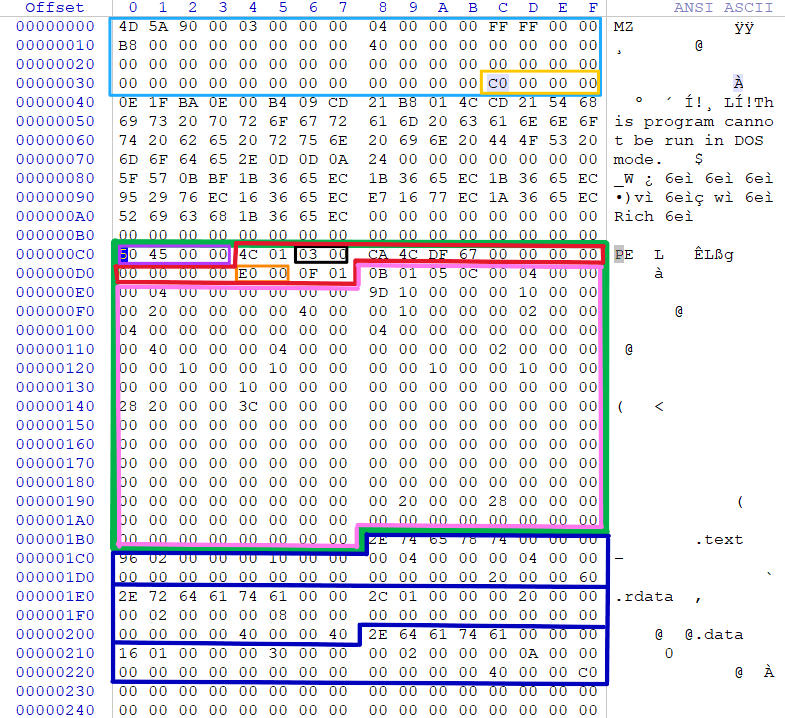 Offset 0 1 2 3 4 5 6 7 8 9 A B C D E F ANSI ASCII
00000000 4D 5A 90 00 03 00 00 00 04 00 00 00 FF FF 00 00 MZ ÿÿ
00000010 B8 00 00 00 00 00 00 00 40 00 00 00 00 00 00 00 ¸ @
00000020 00 00 00 00 00 00 00 00 00 00 00 00 00 00 00 00
00000030 00 00 00 00 00 00 00 00 00 00 00 00 C0 00 00 00 À
00000040 0E 1F BA 0E 00 B4 09 CD 21 B8 01 4C CD 21 54 68 º ´ Í!¸ LÍ!Th
00000050 69 73 20 70 72 6F 67 72 61 6D 20 63 61 6E 6E 6F is program canno
00000060 74 20 62 65 20 72 75 6E 20 69 6E 20 44 4F 53 20 t be run in DOS
00000070 6D 6F 64 65 2E 0D 0D 0A 24 00 00 00 00 00 00 00 mode. $
00000080 5F 57 0B BF 1B 36 65 EC 1B 36 65 EC 1B 36 65 EC _W ¿ 6eì 6eì 6eì
00000090 95 29 76 EC 16 36 65 EC E7 16 77 EC 1A 36 65 EC •)vì 6eìç wì 6eì
000000A0 52 69 63 68 1B 36 65 EC 00 00 00 00 00 00 00 00 Rich 6eì
000000B0 00 00 00 00 00 00 00 00 00 00 00 00 00 00 00 00
000000C0 50 45 00 00 4C 01 03 00 CA 4C DF 67 00 00 00 00 PE L ÊLßg
000000D0 00 00 00 00 E0 00 0F 01 0B 01 05 0C 00 04 00 00 à
000000E0 00 04 00 00 00 00 00 00 9D 10 00 00 00 10 00 00
000000F0 00 20 00 00 00 00 40 00 00 10 00 00 00 02 00 00 @
00000100 04 00 00 00 00 00 00 00 04 00 00 00 00 00 00 00
00000110 00 40 00 00 00 04 00 00 00 00 00 00 02 00 00 00 @
00000120 00 00 10 00 00 10 00 00 00 00 10 00 00 10 00 00
00000130 00 00 00 00 10 00 00 00 00 00 00 00 00 00 00 00
00000140 28 20 00 00 3C 00 00 00 00 00 00 00 00 00 00 00 ( <
00000150 00 00 00 00 00 00 00 00 00 00 00 00 00 00 00 00
00000160 00 00 00 00 00 00 00 00 00 00 00 00 00 00 00 00
00000170 00 00 00 00 00 00 00 00 00 00 00 00 00 00 00 00
00000180 00 00 00 00 00 00 00 00 00 00 00 00 00 00 00 00
00000190 00 00 00 00 00 00 00 00 00 20 00 00 28 00 00 00 (
000001A0 00 00 00 00 00 00 00 00 00 00 00 00 00 00 00 00
000001B0 00 00 00 00 00 00 00 00 2E 74 65 78 74 00 00 00 .text
000001C0 96 02 00 00 00 10 00 00 00 04 00 00 00 04 00 00 –
000001D0 00 00 00 00 00 00 00 00 00 00 00 00 20 00 00 60 `
000001E0 2E 72 64 61 74 61 00 00 2C 01 00 00 00 20 00 00 .rdata ,
000001F0 00 02 00 00 00 08 00 00 00 00 00 00 00 00 00 00
00000200 00 00 00 00 40 00 00 40 2E 64 61 74 61 00 00 00 @ @.data
00000210 16 01 00 00 00 30 00 00 00 02 00 00 00 0A 00 00 0
00000220 00 00 00 00 00 00 00 00 00 00 00 00 40 00 00 C0 @ À
00000230 00 00 00 00 00 00 00 00 00 00 00 00 00 00 00 00
00000240 00 00 00 00 00 00 00 00 00 00 00 00 00 00 00 00